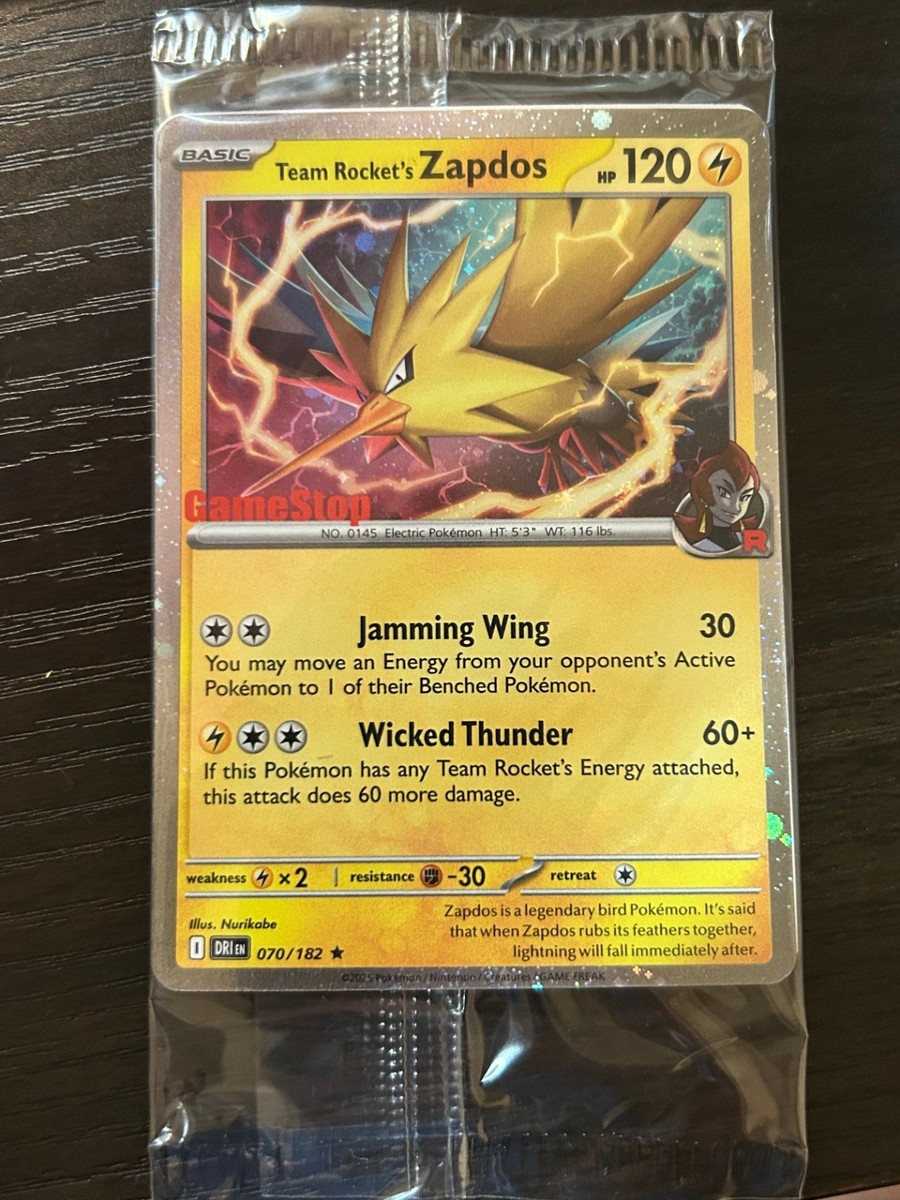 BASIC
Team Rocket's Zapdos HP 120
GameStop
NO. 0145 Electric Pokémon HT: 5'3" WT: 116 lbs.
R
Jamming Wing 30
You may move an Energy from your opponent's Active
Pokémon to 1 of their Benched Pokémon.
Wicked Thunder 60+
If this Pokémon has any Team Rocket's Energy attached,
this attack does 60 more damage.
weakness ×2 resistance -30 retreat
Illus. Nurikabe
Zapdos is a legendary bird Pokémon. It's said
that when Zapdos rubs its feathers together,
lightning will fall immediately after.
I DRI EN 070/182 ★
©2025 Pokémon / Nintendo / Creatures / GAME FREAK